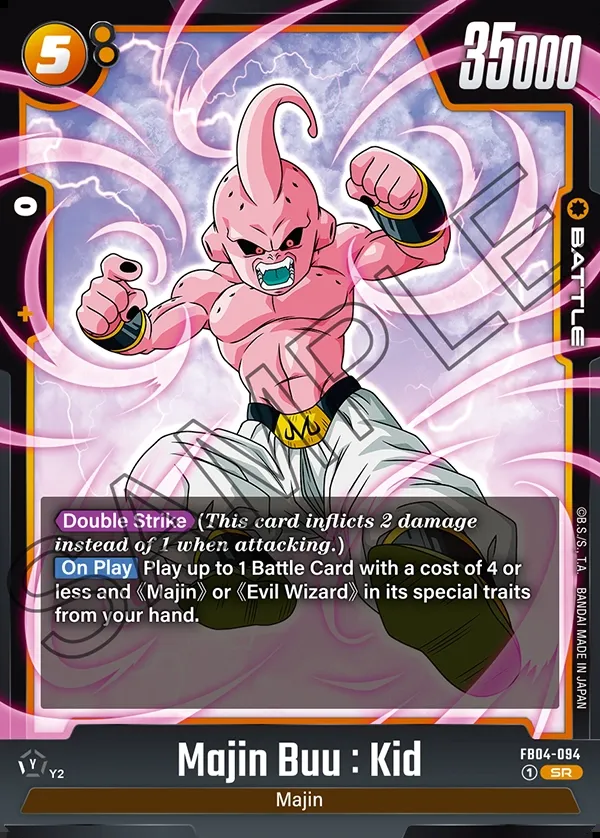 5
35000
0
+
BATTLE
SAMPLE
Double Strike (This card inflicts 2 damage
instead of 1 when attacking.)
On Play Play up to 1 Battle Card with a cost of 4 or
less and 《Majin》 or 《Evil Wizard》 in its special traits
from your hand.
©B.S./S., T.A. BANDAI MADE IN JAPAN
Y Y2
Majin Buu : Kid
FB04-094
1 SR
Majin